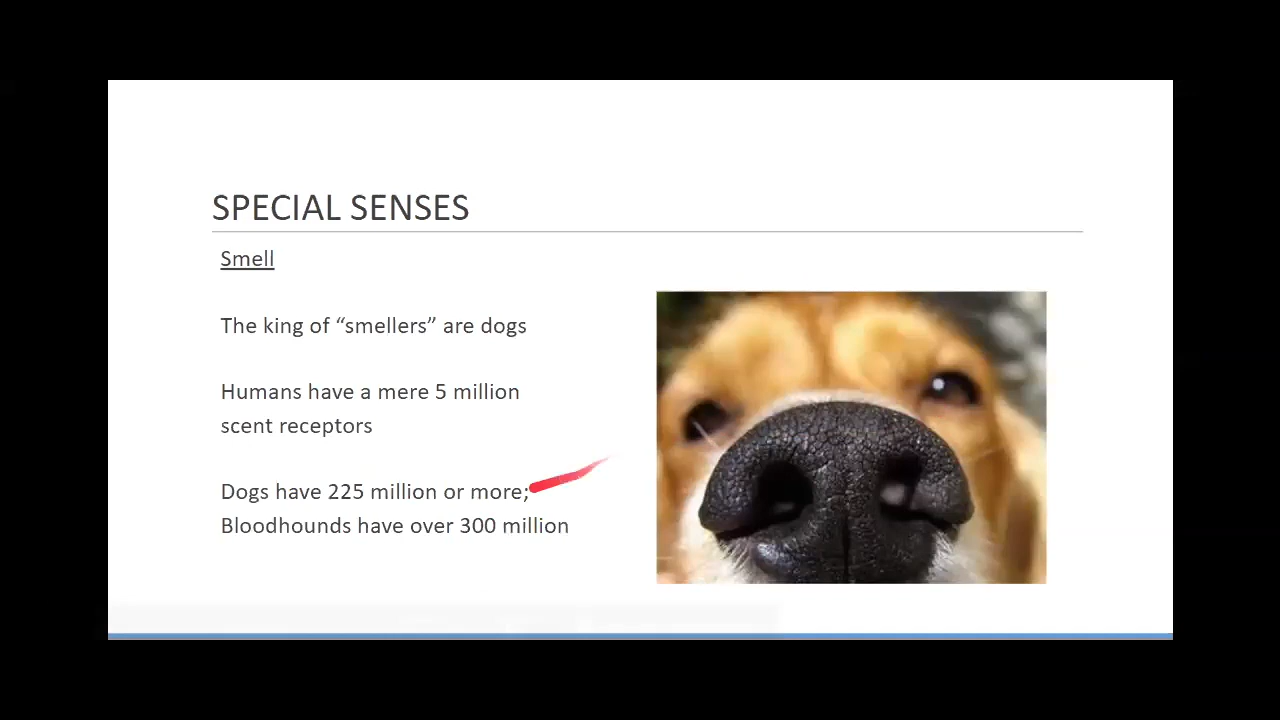 SPECIAL SENSES
Smell
The king of “smellers” are dogs
Humans have a mere 5 million
scent receptors
Dogs have 225 million or more;
Bloodhounds have over 300 million